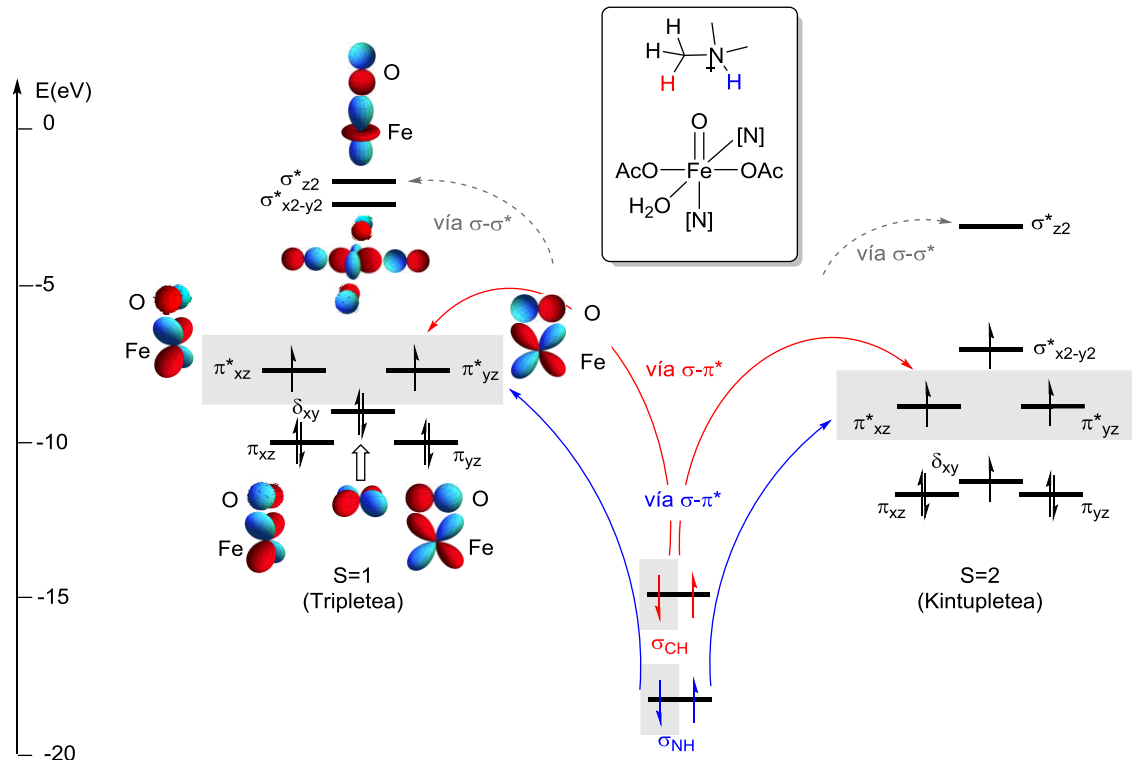 E(eV)
0
-5
-10
-15
-20
O
Fe
σ*z2
σ*x2-y2
vía σ-σ*
O
Fe
π*xz
π*yz
O
Fe
δxy
πxz
πyz
O
Fe
O
Fe
S=1
(Tripletea)
H
H
H
N
+
H
O
[N]
AcO
Fe
OAc
H2O
[N]
vía σ-π*
vía σ-π*
σCH
σNH
vía σ-σ*
σ*z2
σ*x2-y2
π*xz
π*yz
δxy
πxz
πyz
S=2
(Kintupletea)